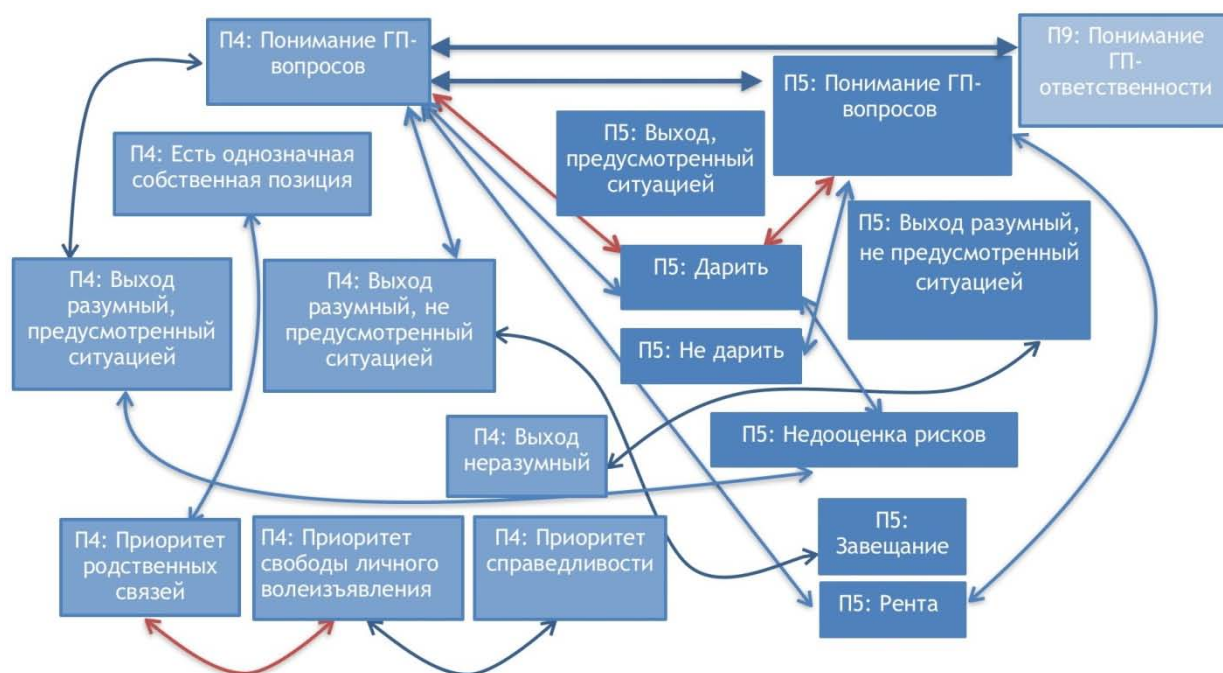 П4: Понимание ГП-
вопросов
П9: Понимание
ГП-
ответственности
П5: Понимание ГП-
вопросов
П5: Выход,
предусмотренный
ситуацией
П4: Есть однозначная
собственная позиция
П5: Выход разумный,
не предусмотренный
ситуацией
П4: Выход
разумный,
предусмотренный
ситуацией
П4: Выход
разумный, не
предусмотренный
ситуацией
П5: Дарить
П5: Не дарить
П4: Выход
неразумный
П5: Недооценка рисков
П4: Приоритет
родственных
связей
П4: Приоритет
свободы личного
волеизъявления
П4: Приоритет
справедливости
П5:
Завещание
П5: Рента